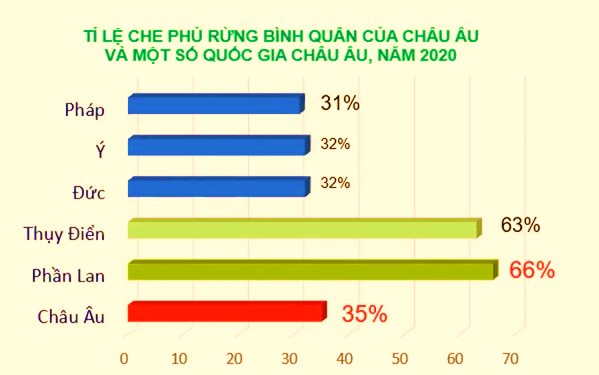 TỈ LỆ CHE PHỦ RỪNG BÌNH QUÂN CỦA CHÂU ÂU
VÀ MỘT SỐ QUỐC GIA CHÂU ÂU, NĂM 2020
Pháp 31%
Ý 32%
Đức 32%
Thụy Điển 63%
Phần Lan 66%
Châu Âu 35%
0 10 20 30 40 50 60 70